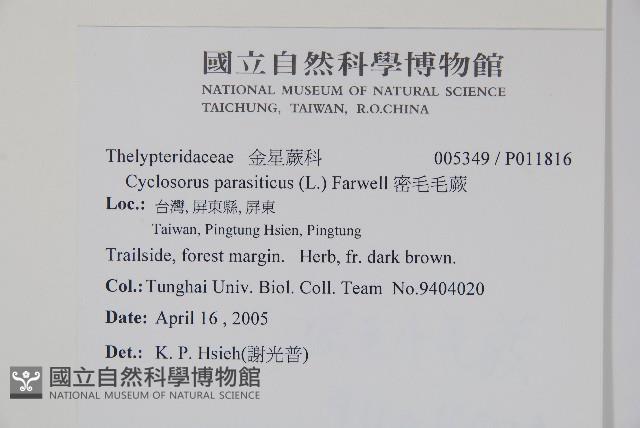 國立自然科學博物館
NATIONAL MUSEUM OF NATURAL SCIENCE
TAICHUNG, TAIWAN, R.O.CHINA
Thelypteridaceae 金星蕨科 005349 / P011816
Cyclosorus parasiticus (L.) Farwell 密毛毛蕨
Loc.: 台灣, 屏東縣, 屏東
Taiwan, Pingtung Hsien, Pingtung
Trailside, forest margin. Herb, fr. dark brown.
Col.: Tunghai Univ. Biol. Coll. Team No.9404020
Date: April 16 , 2005
Det.: K. P. Hsieh(謝光普)
國立自然科學博物館
NATIONAL MUSEUM OF NATURAL SCIENCE